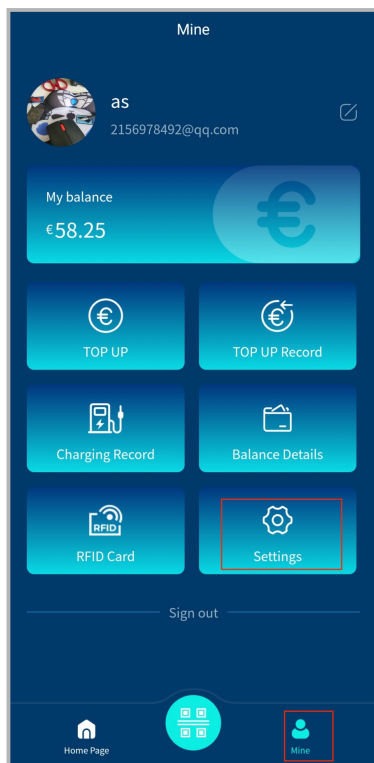 Mine
as
2156978492@qq.com
My balance
€58.25
TOP UP
TOP UP Record
Charging Record
Balance Details
RFID
RFID Card
Settings
Sign out
Home Page
Mine